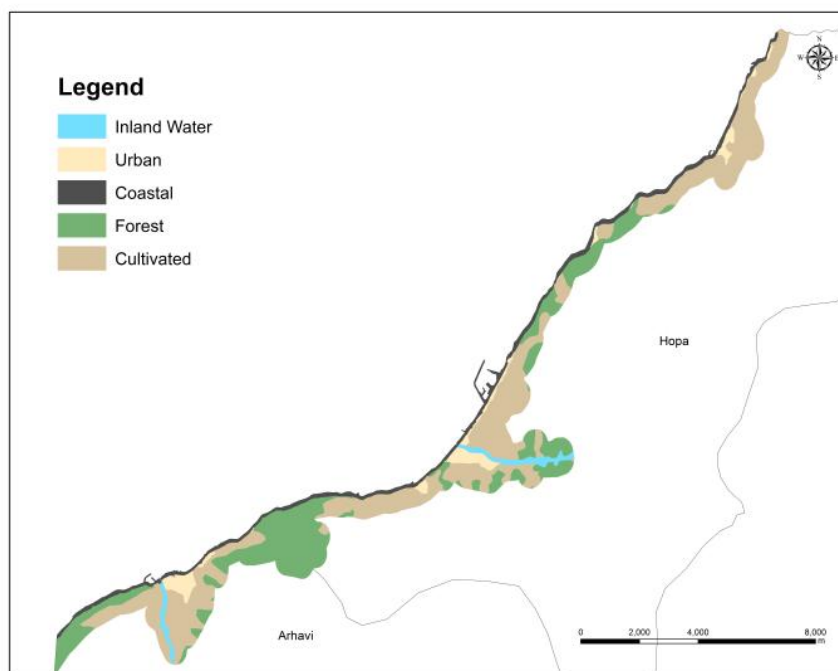 Legend
Inland Water
Urban
Coastal
Forest
Cultivated
N
W E
S
Hopa
Arhavi
0 2,000 4,000 8,000
m